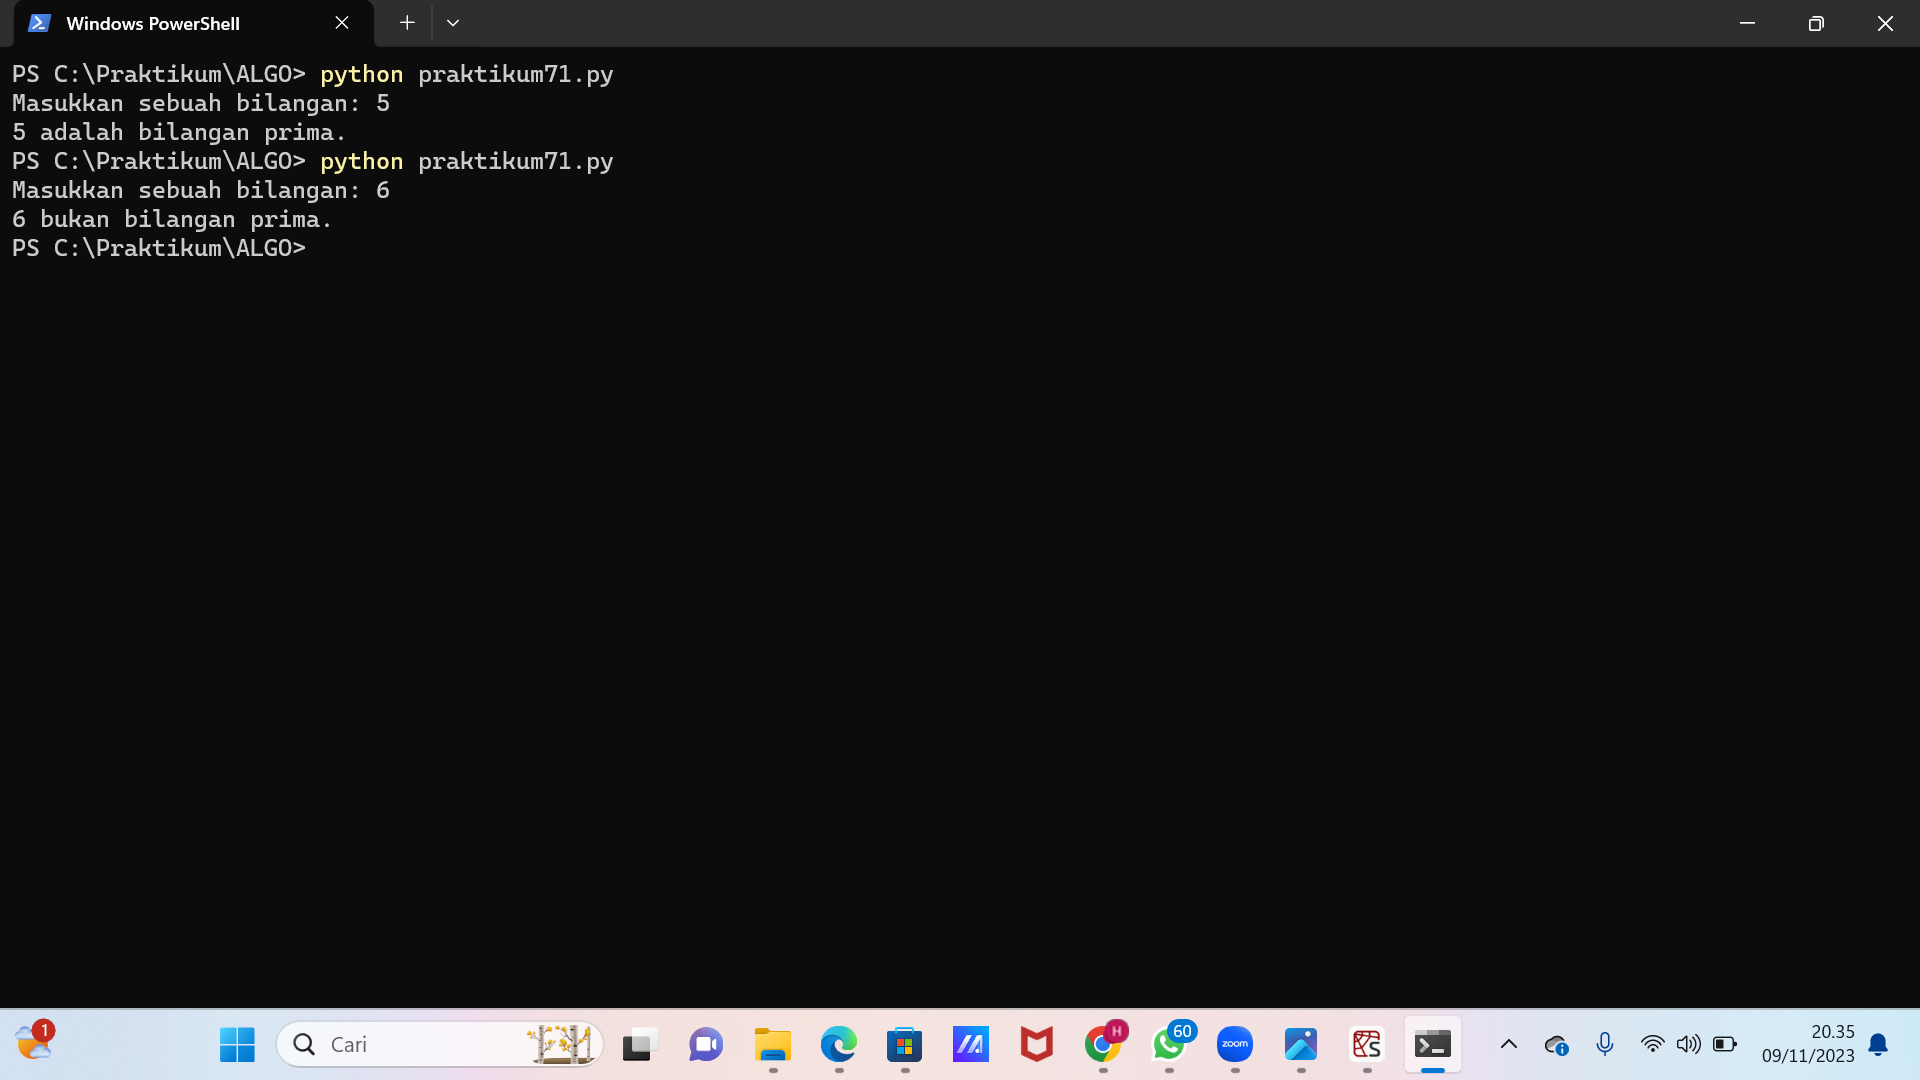 Windows PowerShell
PS C:\Praktikum\ALGO> python praktikum71.py
Masukkan sebuah bilangan: 5
5 adalah bilangan prima.
PS C:\Praktikum\ALGO> python praktikum71.py
Masukkan sebuah bilangan: 6
6 bukan bilangan prima.
PS C:\Praktikum\ALGO>
1
Cari
H
60
zoom
20.35
09/11/2023